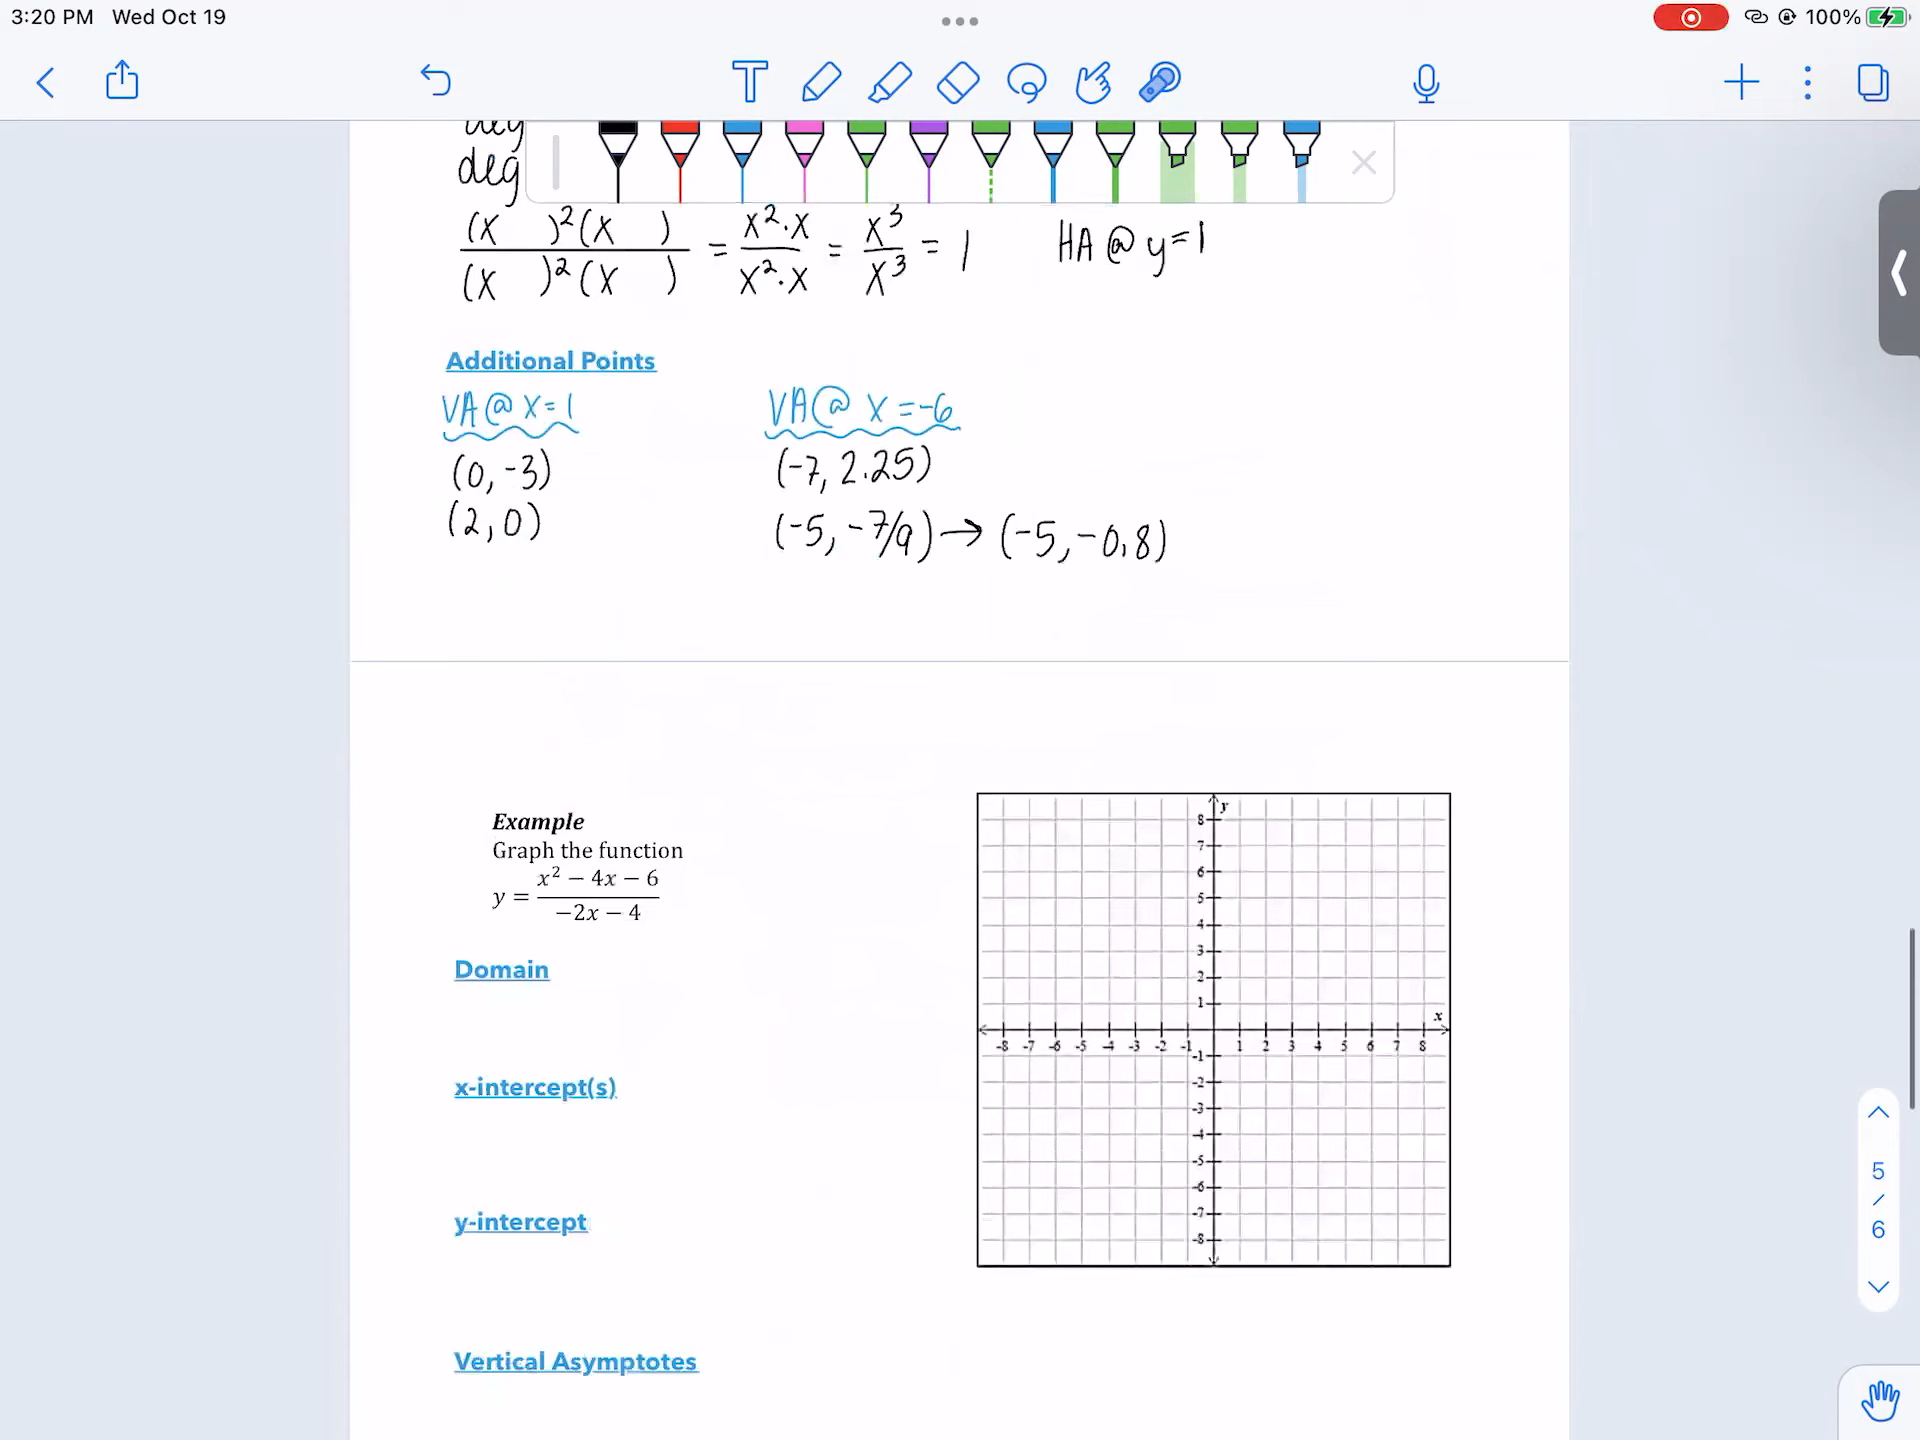 3:20 PM Wed Oct 19
100%
deg
(x )²(x ) / (x )²(x ) = x²·x / x²·x = x³ / x³ = 1 HA @ y=1
Additional Points
VA @ x=1 VA @ x=-6
(0,-3) (-7, 2.25)
(2,0) (-5, -7/9) → (-5,-0.8)
Example
Graph the function
y = x² − 4x − 6 / −2x − 4
Domain
x-intercept(s)
y-intercept
Vertical Asymptotes
y
8
7
6
5
4
3
2
1
x
-8 -7 -6 -5 -4 -3 -2 -1 1 2 3 4 5 6 7 8
-1
-2
-3
-4
-5
-6
-7
-8
5
/
6